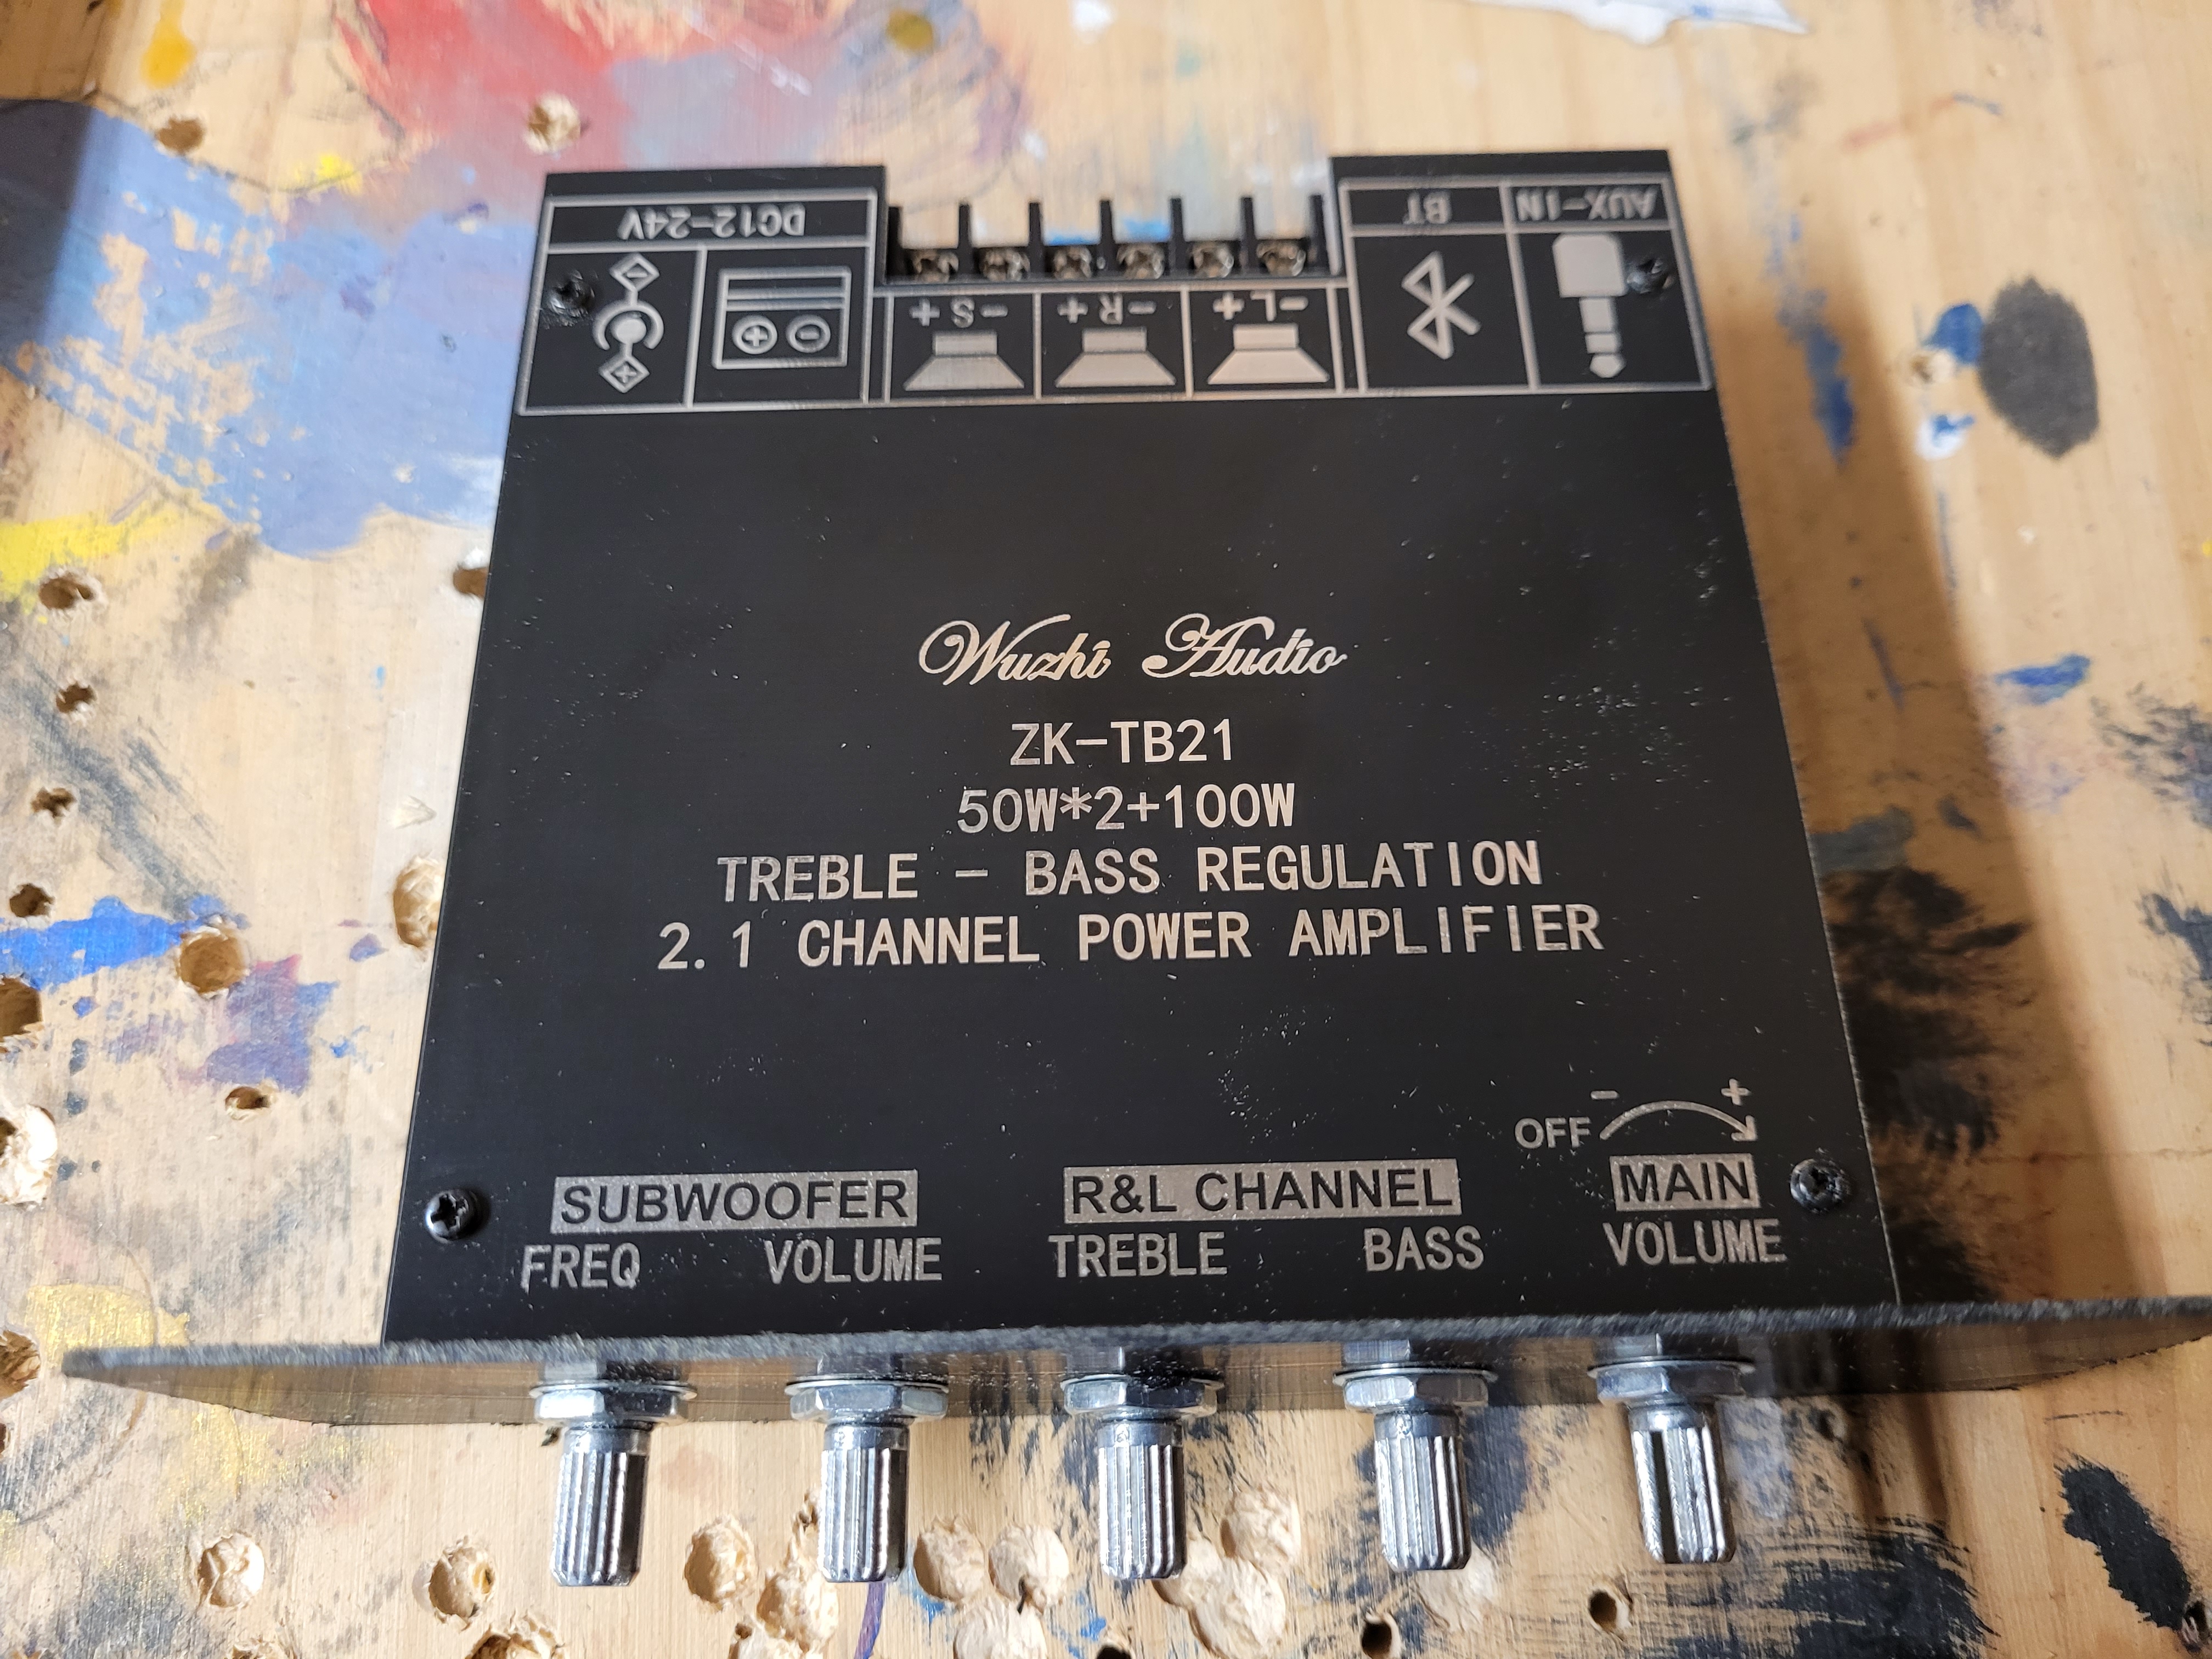 DC12-24V
BT
AUX-IN
+ S -
+ R -
+ L -
Wuzhi Audio
ZK-TB21
50W*2+100W
TREBLE - BASS REGULATION
2.1 CHANNEL POWER AMPLIFIER
- +
OFF
SUBWOOFER R&L CHANNEL MAIN
FREQ VOLUME TREBLE BASS VOLUME